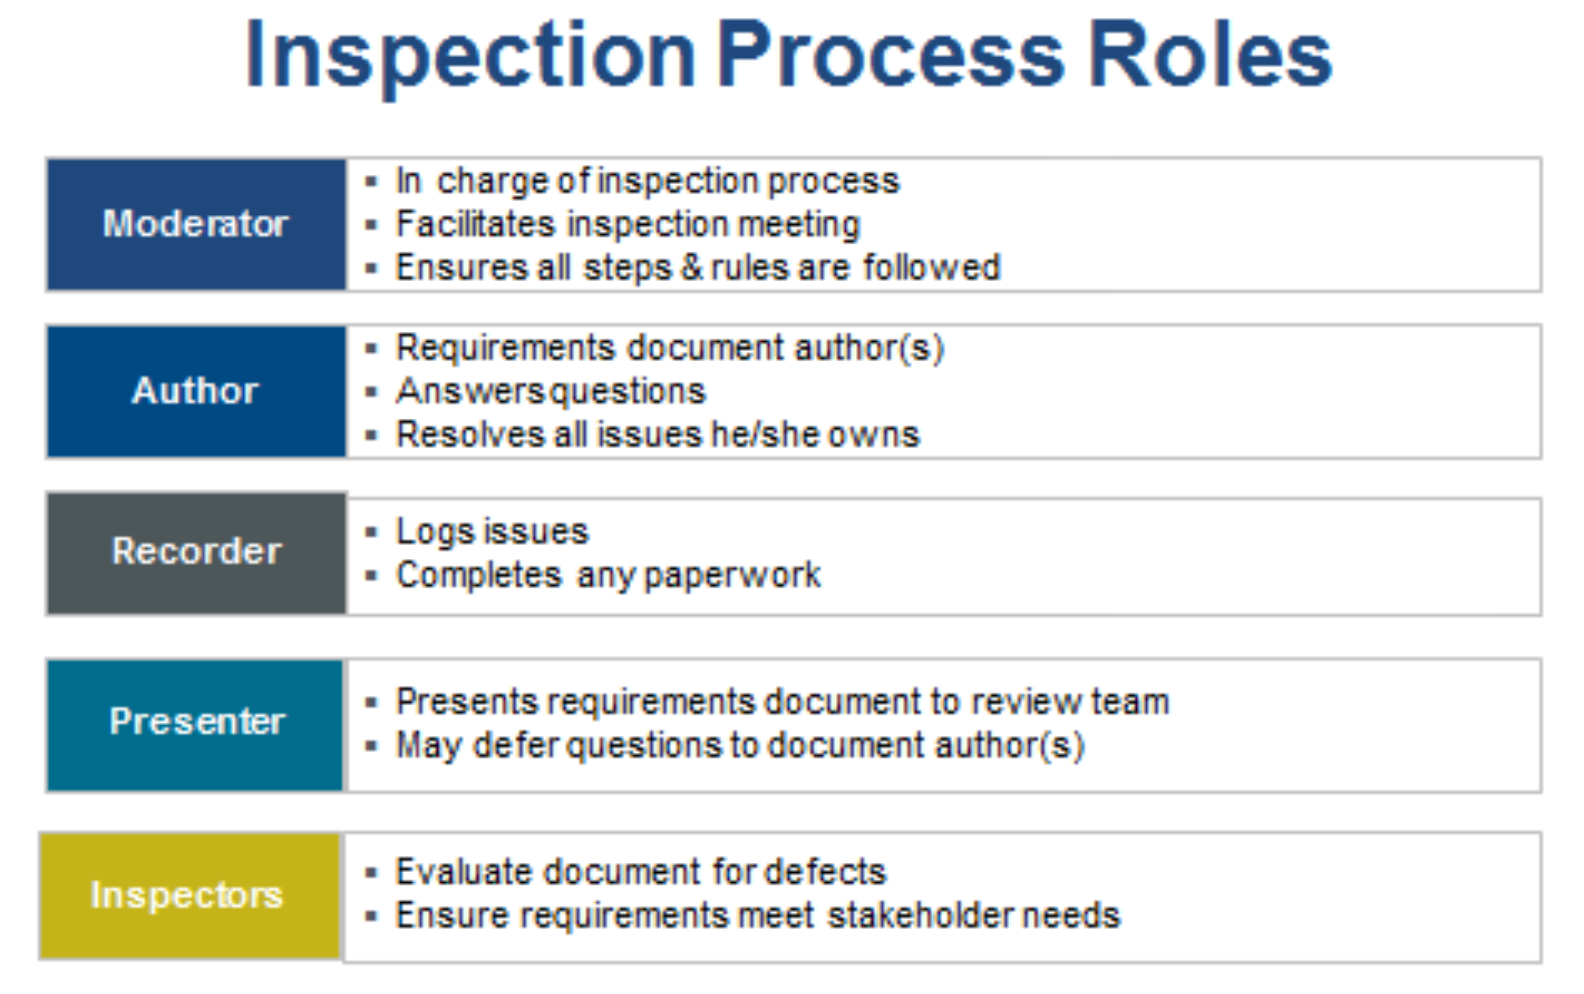 Inspection Process Roles
Moderator
▪ In charge of inspection process
▪ Facilitates inspection meeting
▪ Ensures all steps & rules are followed
Author
▪ Requirements document author(s)
▪ Answers questions
▪ Resolves all issues he/she owns
Recorder
▪ Logs issues
▪ Completes any paperwork
Presenter
▪ Presents requirements document to review team
▪ May defer questions to document author(s)
Inspectors
▪ Evaluate document for defects
▪ Ensure requirements meet stakeholder needs